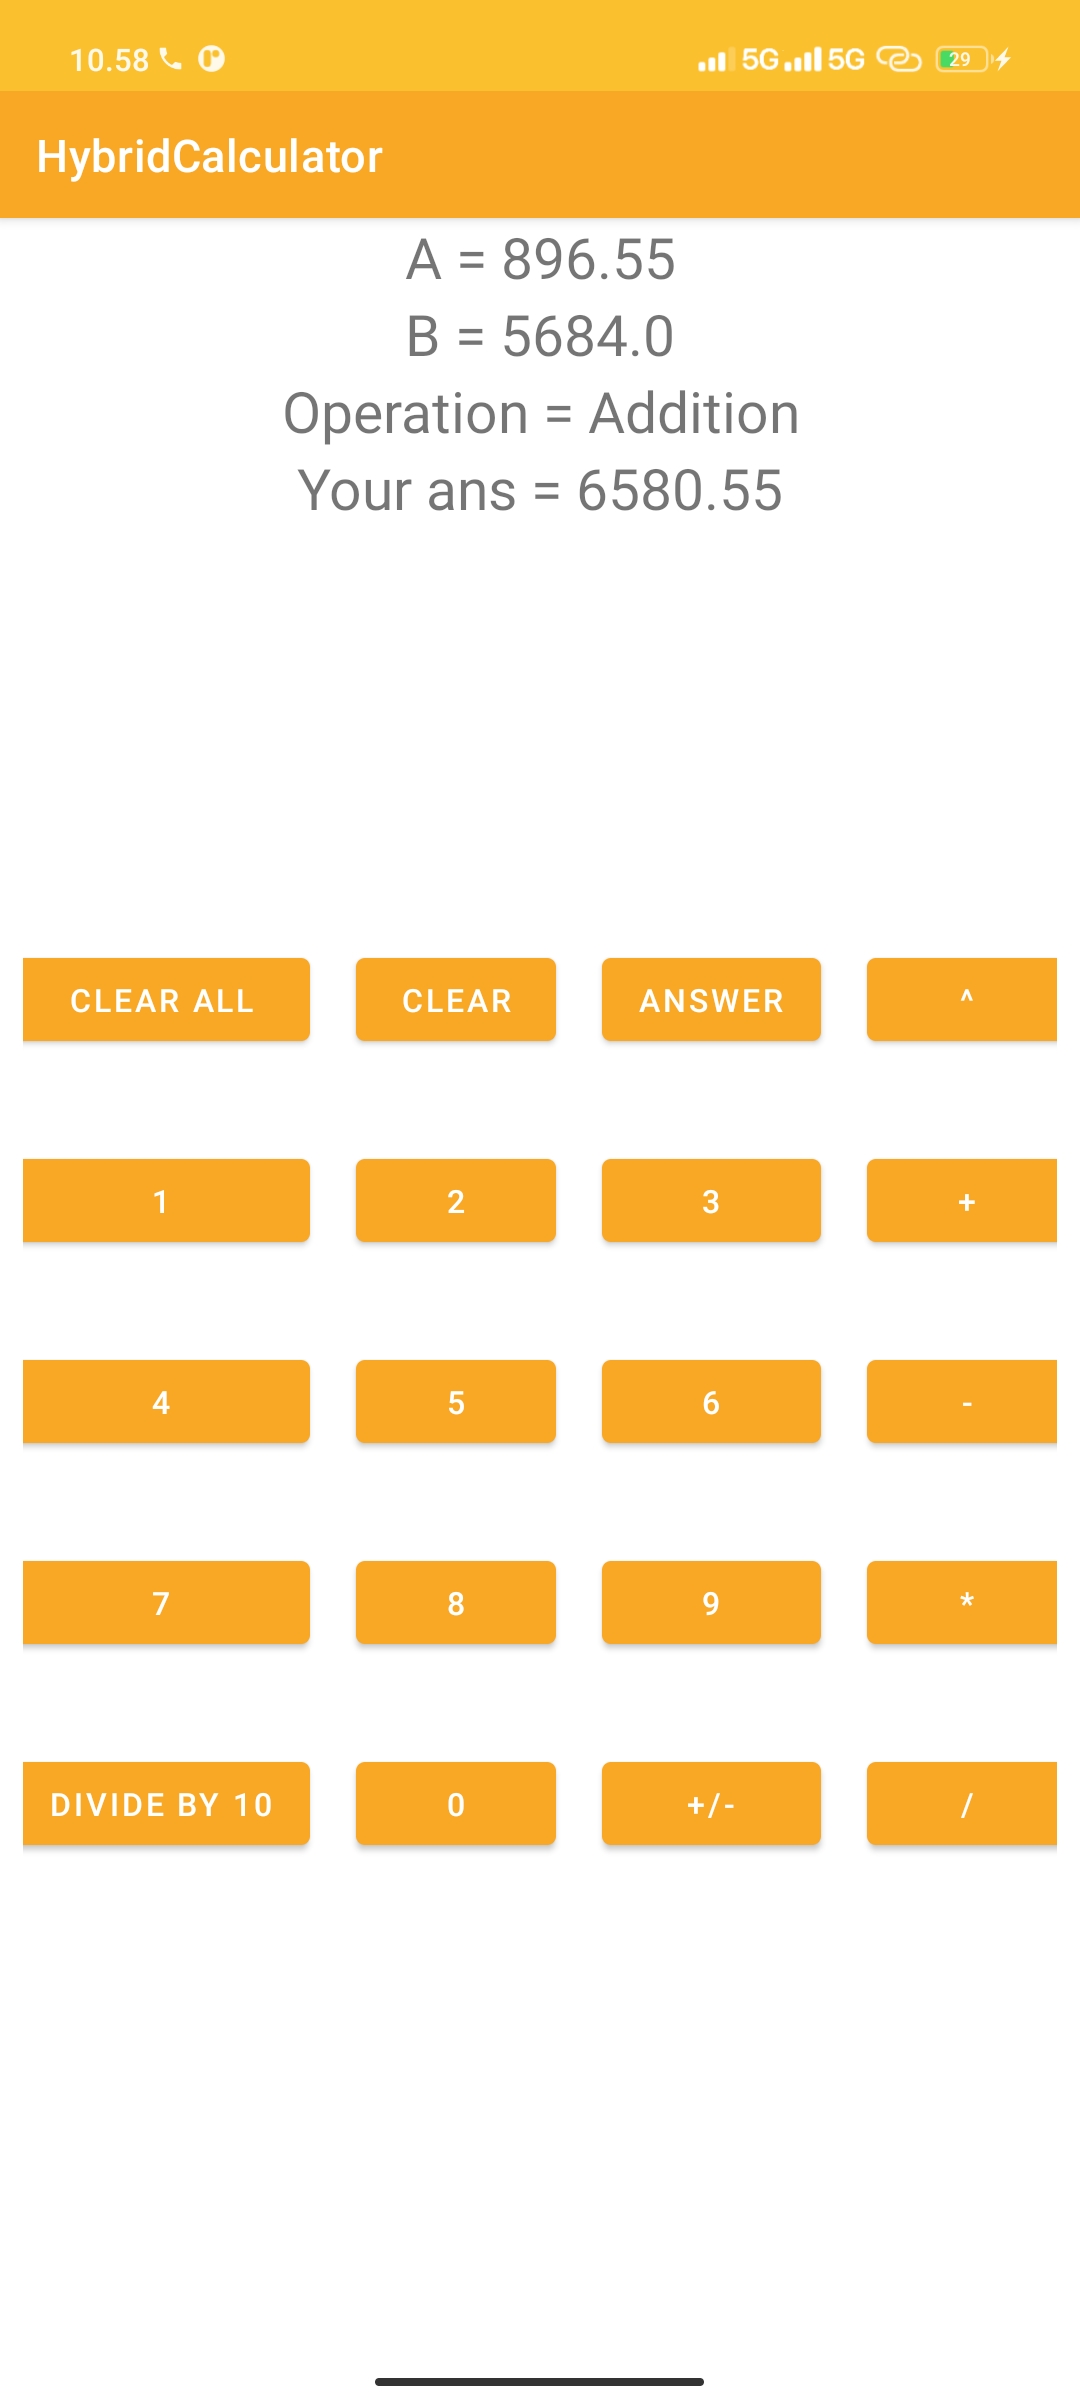 10.58 5G 5G 29
HybridCalculator
A = 896.55
B = 5684.0
Operation = Addition
Your ans = 6580.55
CLEAR ALL CLEAR ANSWER ^
1 2 3 +
4 5 6 -
7 8 9 *
DIVIDE BY 10 0 +/- /